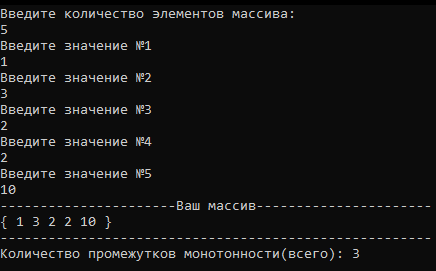 Введите количество элементов массива:
5
Введите значение №1
1
Введите значение №2
3
Введите значение №3
2
Введите значение №4
2
Введите значение №5
10
----------------------Ваш массив----------------------
{ 1 3 2 2 10 }
------------------------------------------------------
Количество промежутков монотонности(всего): 3